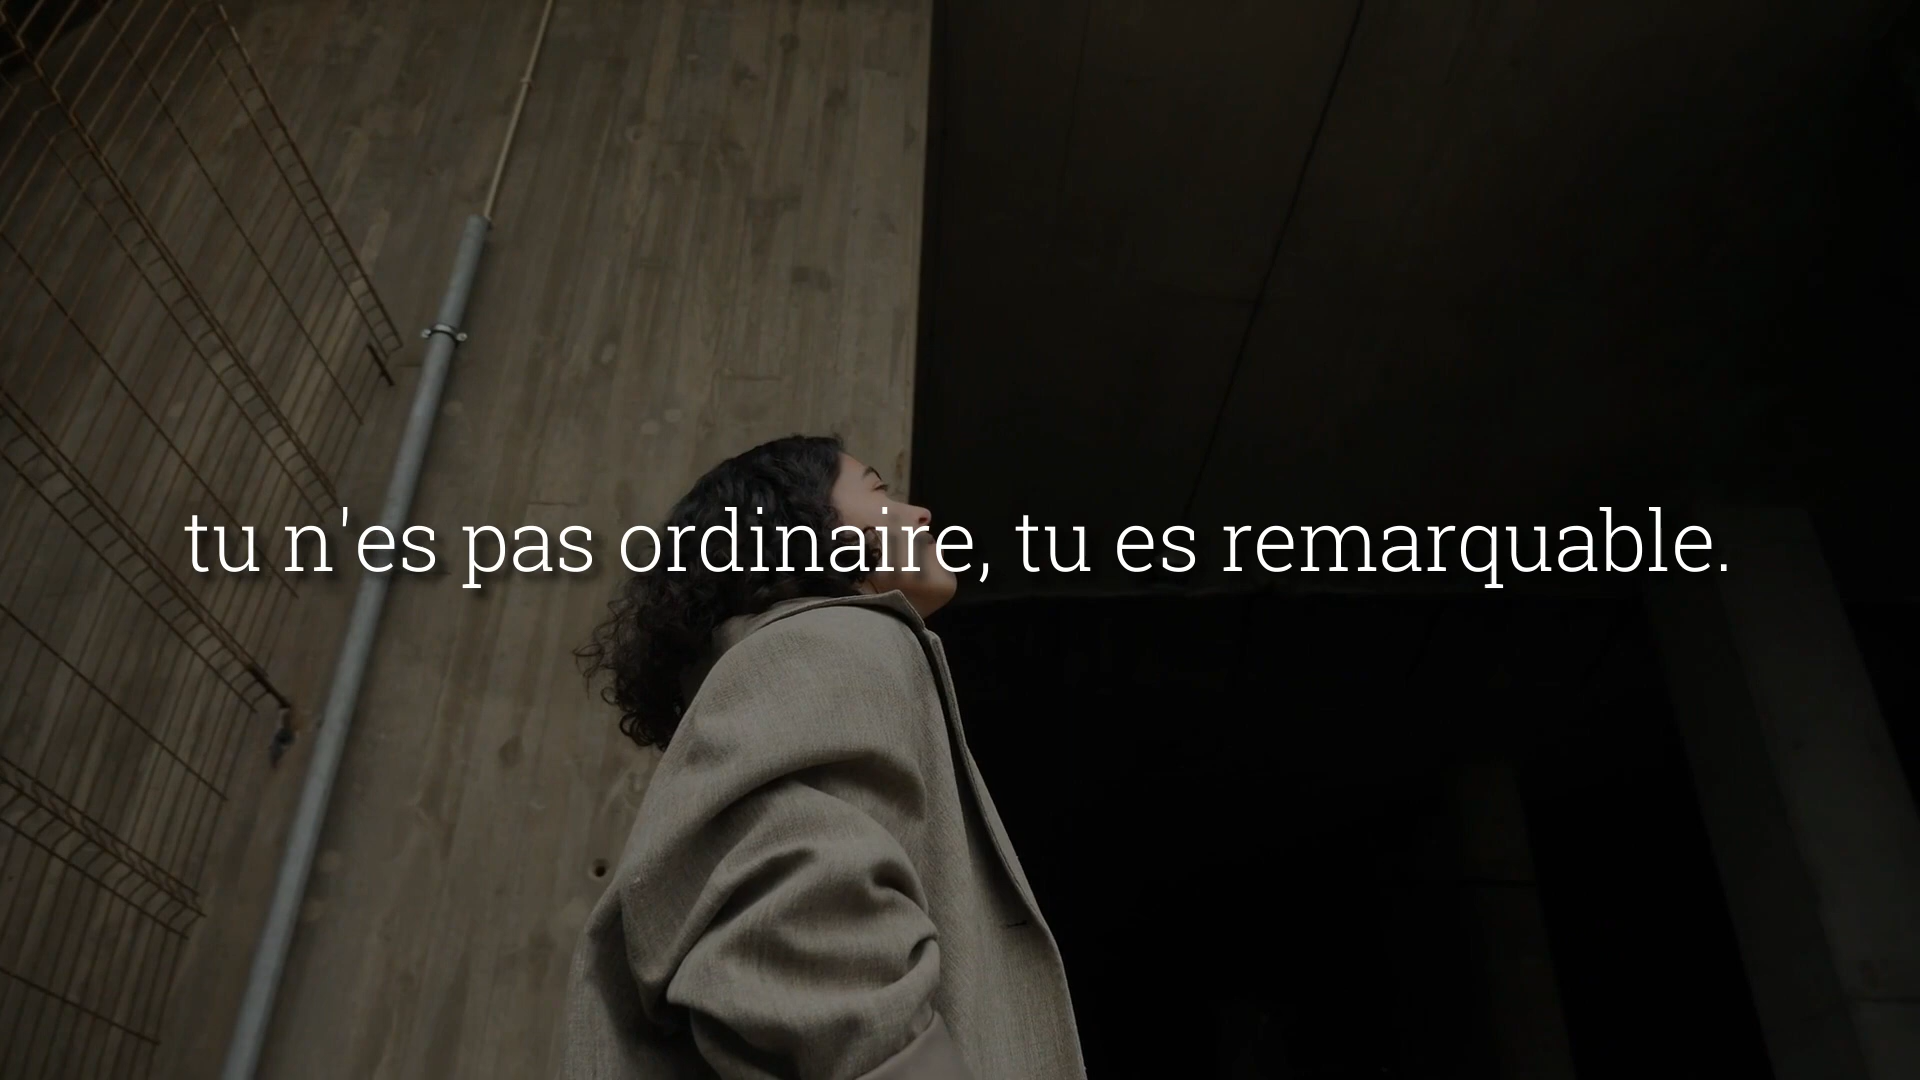 tu n'es pas ordinaire, tu es remarquable.